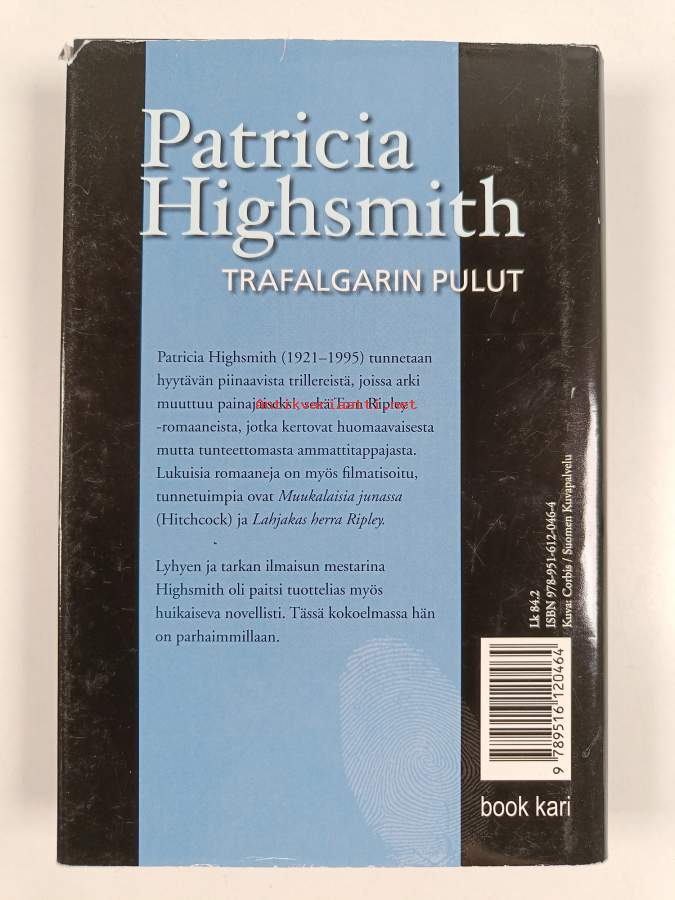 Patricia
Highsmith
TRAFALGARIN PULUT
Patricia Highsmith (1921–1995) tunnetaan
hyytävän piinaavista trillereistä, joissa arki
muuttuu painajaiseksi, sekä Tom Ripley
-romaaneista, jotka kertovat huomaavaisesta
mutta tunteettomasta ammattitappajasta.
Lukuisia romaaneja on myös filmatisoitu,
tunnetuimpia ovat Muukalaisia junassa
(Hitchcock) ja Lahjakas herra Ripley.
Lyhyen ja tarkan ilmaisun mestarina
Highsmith oli paitsi tuottelias myös
huikaiseva novellisti. Tässä kokoelmassa hän
on parhaimmillaan.
Lk 84.2
ISBN 978-951-612-046-4
Kuva: Corbis / Suomen Kuvapalvelu
9 789516 120464
book kari